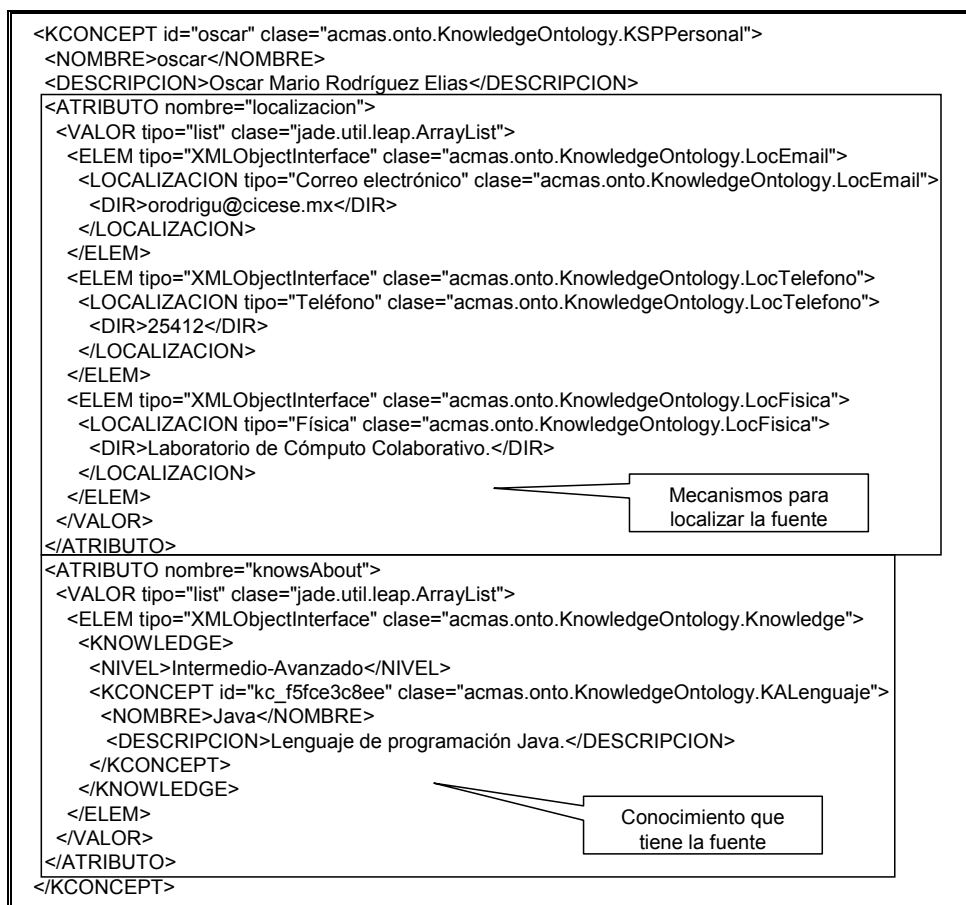 <KCONCEPT id="oscar" clase="acmas.onto.KnowledgeOntology.KSPPersonal">
<NOMBRE>oscar</NOMBRE>
<DESCRIPCION>Oscar Mario Rodríguez Elias</DESCRIPCION>
<ATRIBUTO nombre="localizacion">
<VALOR tipo="list" clase="jade.util.leap.ArrayList">
<ELEM tipo="XMLObjectInterface" clase="acmas.onto.KnowledgeOntology.LocEmail">
<LOCALIZACION tipo="Correo electrónico" clase="acmas.onto.KnowledgeOntology.LocEmail">
<DIR>orodrigu@cicese.mx</DIR>
</LOCALIZACION>
</ELEM>
<ELEM tipo="XMLObjectInterface" clase="acmas.onto.KnowledgeOntology.LocTelefono">
<LOCALIZACION tipo="Teléfono" clase="acmas.onto.KnowledgeOntology.LocTelefono">
<DIR>25412</DIR>
</LOCALIZACION>
</ELEM>
<ELEM tipo="XMLObjectInterface" clase="acmas.onto.KnowledgeOntology.LocFisica">
<LOCALIZACION tipo="Física" clase="acmas.onto.KnowledgeOntology.LocFisica">
<DIR>Laboratorio de Cómputo Colaborativo.</DIR>
</LOCALIZACION>
</ELEM>
</VALOR>
</ATRIBUTO>
Mecanismos para
localizar la fuente
<ATRIBUTO nombre="knowsAbout">
<VALOR tipo="list" clase="jade.util.leap.ArrayList">
<ELEM tipo="XMLObjectInterface" clase="acmas.onto.KnowledgeOntology.Knowledge">
<KNOWLEDGE>
<NIVEL>Intermedio-Avanzado</NIVEL>
<KCONCEPT id="kc_f5fce3c8ee" clase="acmas.onto.KnowledgeOntology.KALenguaje">
<NOMBRE>Java</NOMBRE>
<DESCRIPCION>Lenguaje de programación Java.</DESCRIPCION>
</KCONCEPT>
</KNOWLEDGE>
</ELEM>
</VALOR>
</ATRIBUTO>
Conocimiento que
tiene la fuente
</KCONCEPT>